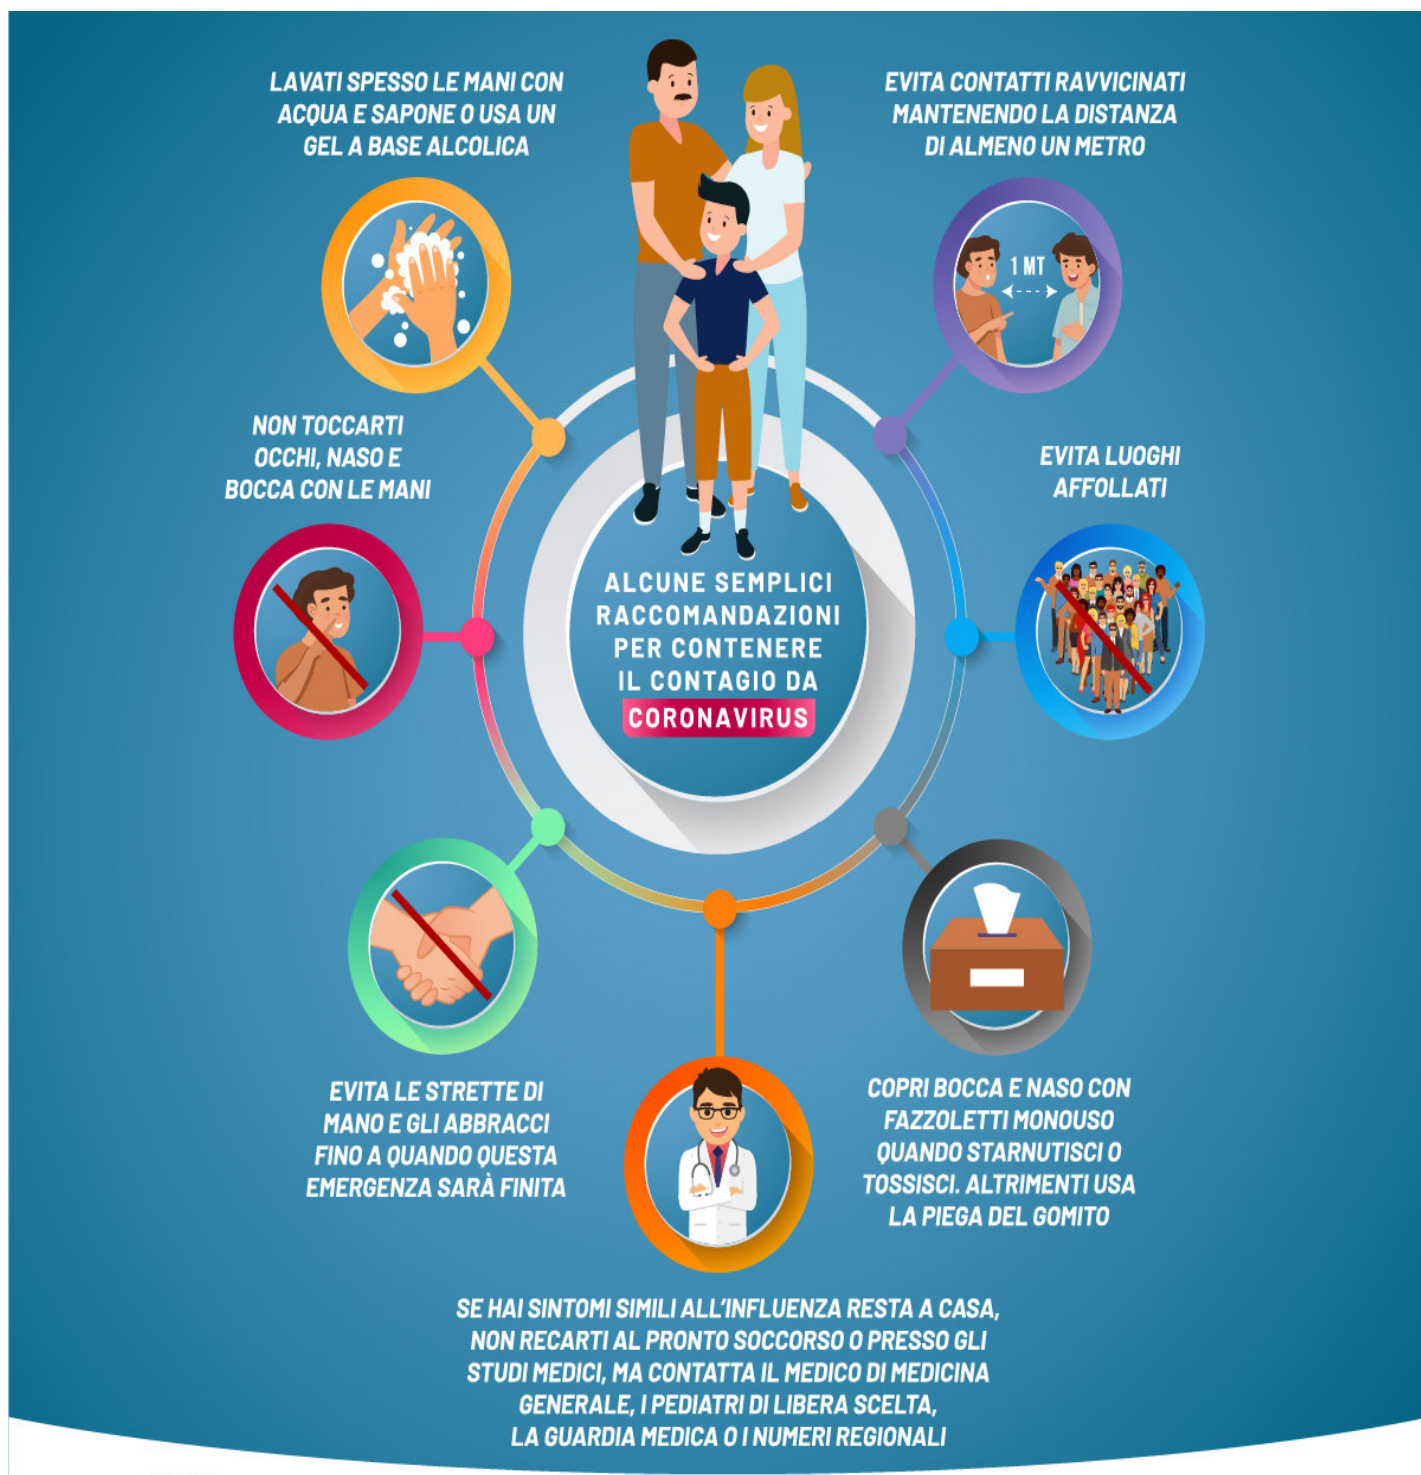 LAVATI SPESSO LE MANI CON
ACQUA E SAPONE O USA UN
GEL A BASE ALCOLICA
EVITA CONTATTI RAVVICINATI
MANTENENDO LA DISTANZA
DI ALMENO UN METRO
1 MT
NON TOCCARTI
OCCHI, NASO E
BOCCA CON LE MANI
EVITA LUOGHI
AFFOLLATI
ALCUNE SEMPLICI
RACCOMANDAZIONI
PER CONTENERE
IL CONTAGIO DA
CORONAVIRUS
EVITA LE STRETTE DI
MANO E GLI ABBRACCI
FINO A QUANDO QUESTA
EMERGENZA SARÀ FINITA
COPRI BOCCA E NASO CON
FAZZOLETTI MONOUSO
QUANDO STARNUTISCI O
TOSSISCI. ALTRIMENTI USA
LA PIEGA DEL GOMITO
SE HAI SINTOMI SIMILI ALL'INFLUENZA RESTA A CASA,
NON RECARTI AL PRONTO SOCCORSO O PRESSO GLI
STUDI MEDICI, MA CONTATTA IL MEDICO DI MEDICINA
GENERALE, I PEDIATRI DI LIBERA SCELTA,
LA GUARDIA MEDICA O I NUMERI REGIONALI